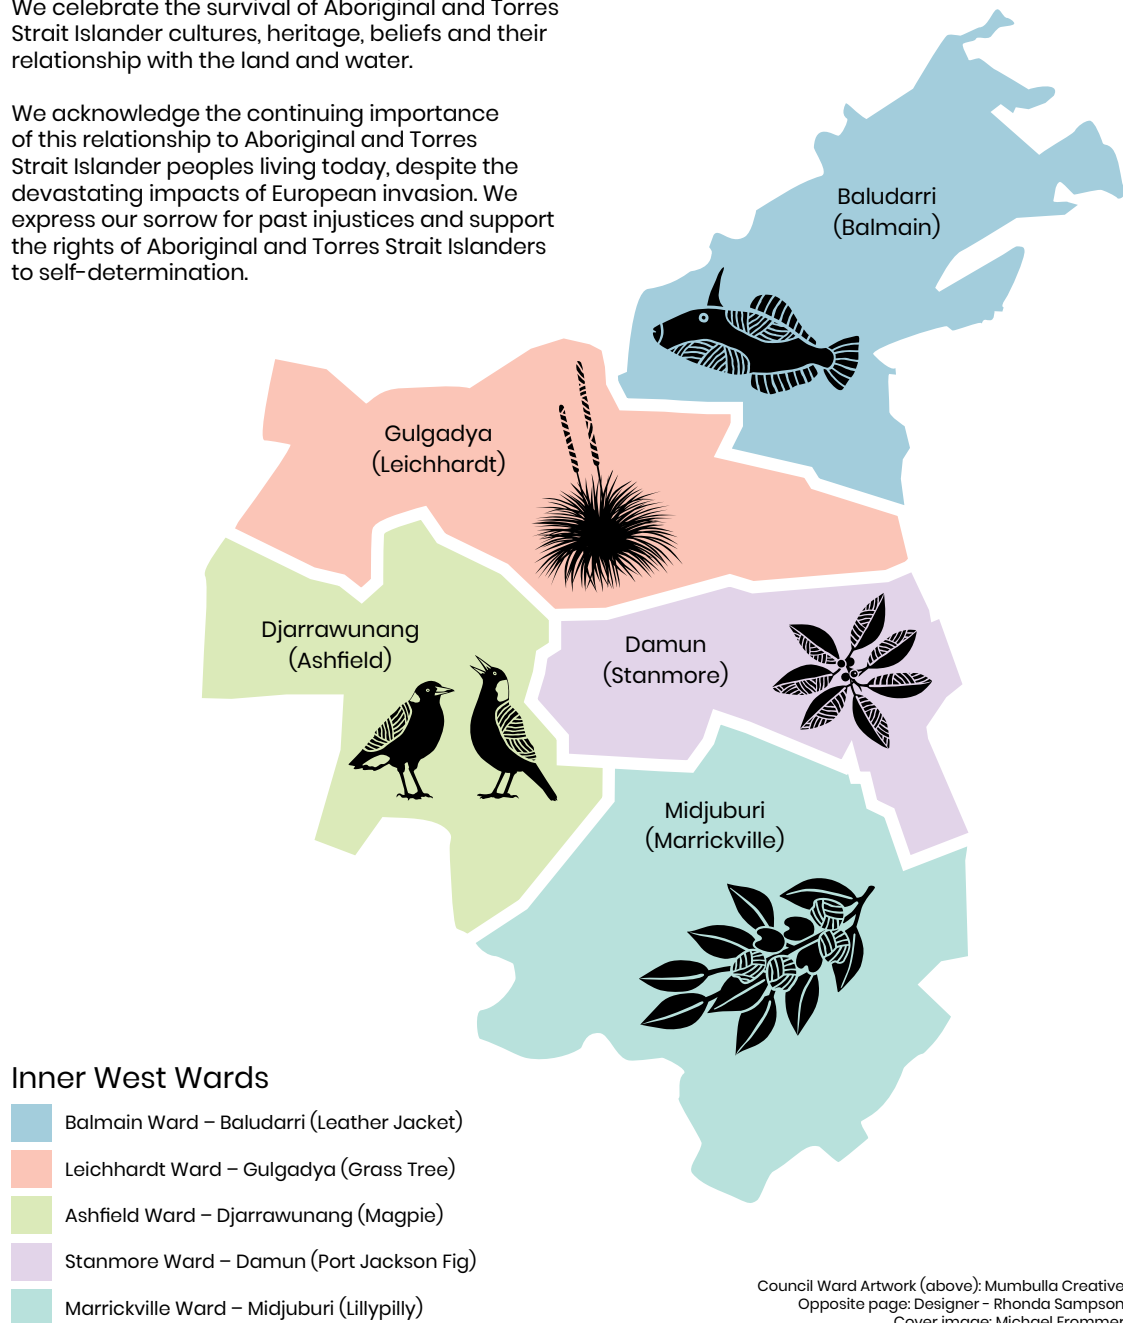 We celebrate the survival of Aboriginal and Torres
Strait Islander cultures, heritage, beliefs and their
relationship with the land and water.
We acknowledge the continuing importance
of this relationship to Aboriginal and Torres
Strait Islander peoples living today, despite the
devastating impacts of European invasion. We
express our sorrow for past injustices and support
the rights of Aboriginal and Torres Strait Islanders
to self-determination.
Baludarri
(Balmain)
Gulgadya
(Leichhardt)
Djarrawunang
(Ashfield)
Damun
(Stanmore)
Midjuburi
(Marrickville)
Inner West Wards
Balmain Ward – Baludarri (Leather Jacket)
Leichhardt Ward – Gulgadya (Grass Tree)
Ashfield Ward – Djarrawunang (Magpie)
Stanmore Ward – Damun (Port Jackson Fig)
Marrickville Ward – Midjuburi (Lillypilly)
Council Ward Artwork (above): Mumbulla Creative
Opposite page: Designer - Rhonda Sampson
Cover image: Michael Frommer